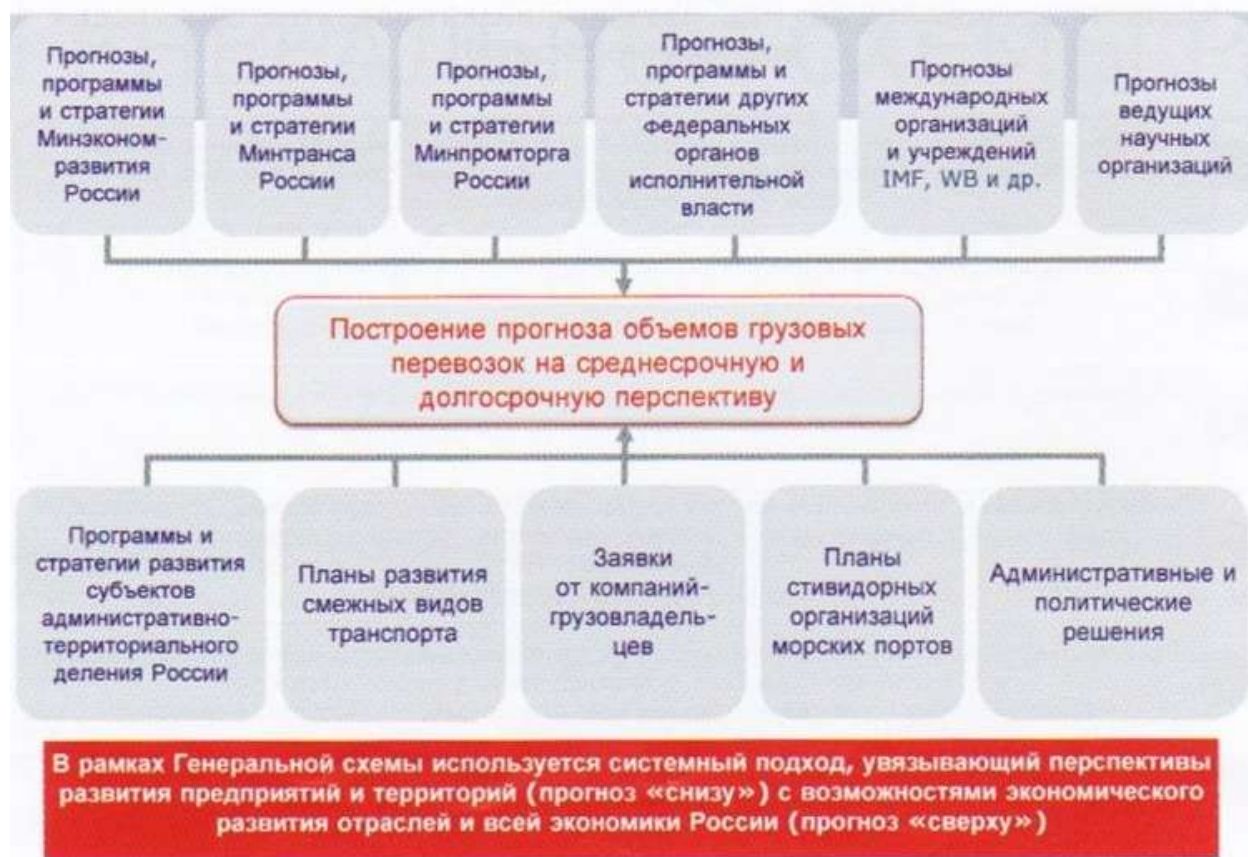 Прогнозы,
программы
и стратегии
Минэконом-
развития
России
Прогнозы,
программы
и стратегии
Минтранса
России
Прогнозы,
программы
и стратегии
Минпромторга
России
Прогнозы,
программы и
стратегии других
федеральных
органов
исполнительной
власти
Прогнозы
международных
организаций
и учреждений
IMF, WB и др.
Прогнозы
ведущих
научных
организаций
Построение прогноза объемов грузовых
перевозок на среднесрочную и
долгосрочную перспективу
Программы и
стратегии развития
субъектов
административно-
территориального
деления России
Планы развития
смежных видов
транспорта
Заявки
от компаний-
грузовладель-
цев
Планы
стивидорных
организаций
морских портов
Административные и
политические
решения
В рамках Генеральной схемы используется системный подход, увязывающий перспективы
развития предприятий и территорий (прогноз «снизу») с возможностями экономического
развития отраслей и всей экономики России (прогноз «сверху»)